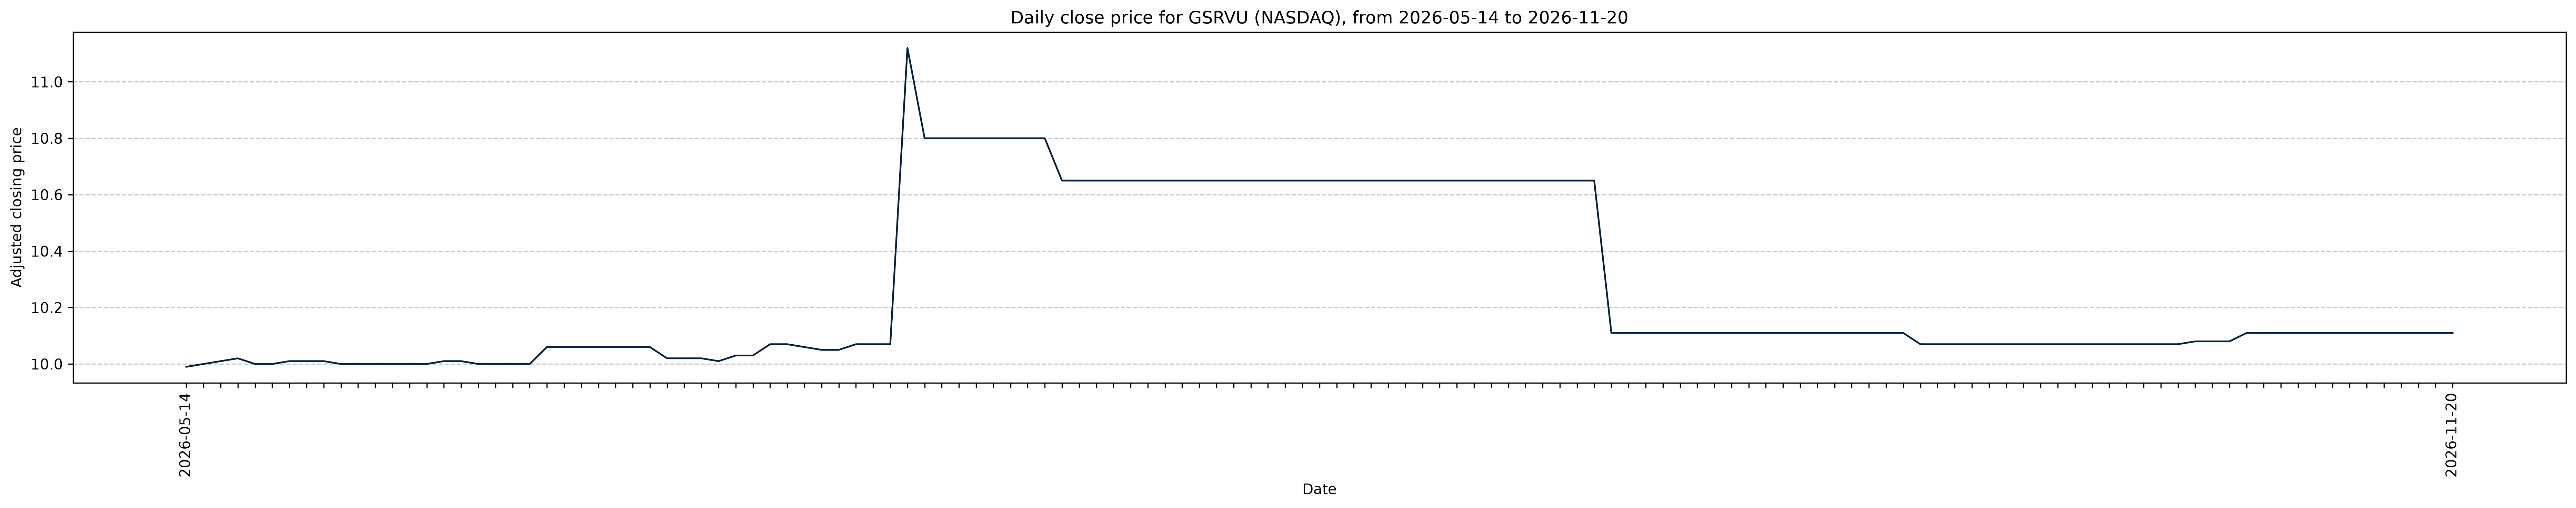 Daily close price for GSRVU (NASDAQ), from 2026-05-14 to 2026-11-20
Adjusted closing price
11.0
10.8
10.6
10.4
10.2
10.0
2026-05-14
2026-11-20
Date